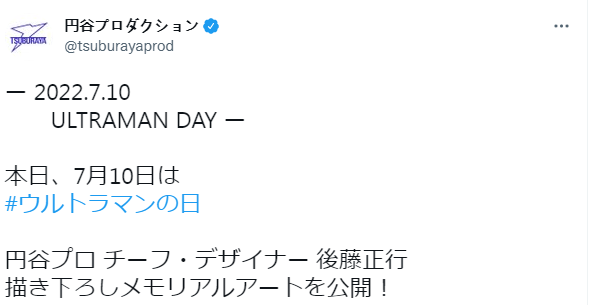 円谷プロダクション
TSUBURAYA
@tsuburayaprod
ー 2022.7.10
ULTRAMAN DAY ー
本日、7月10日は
#ウルトラマンの日
円谷プロ チーフ・デザイナー 後藤正行
描き下ろしメモリアルアートを公開！